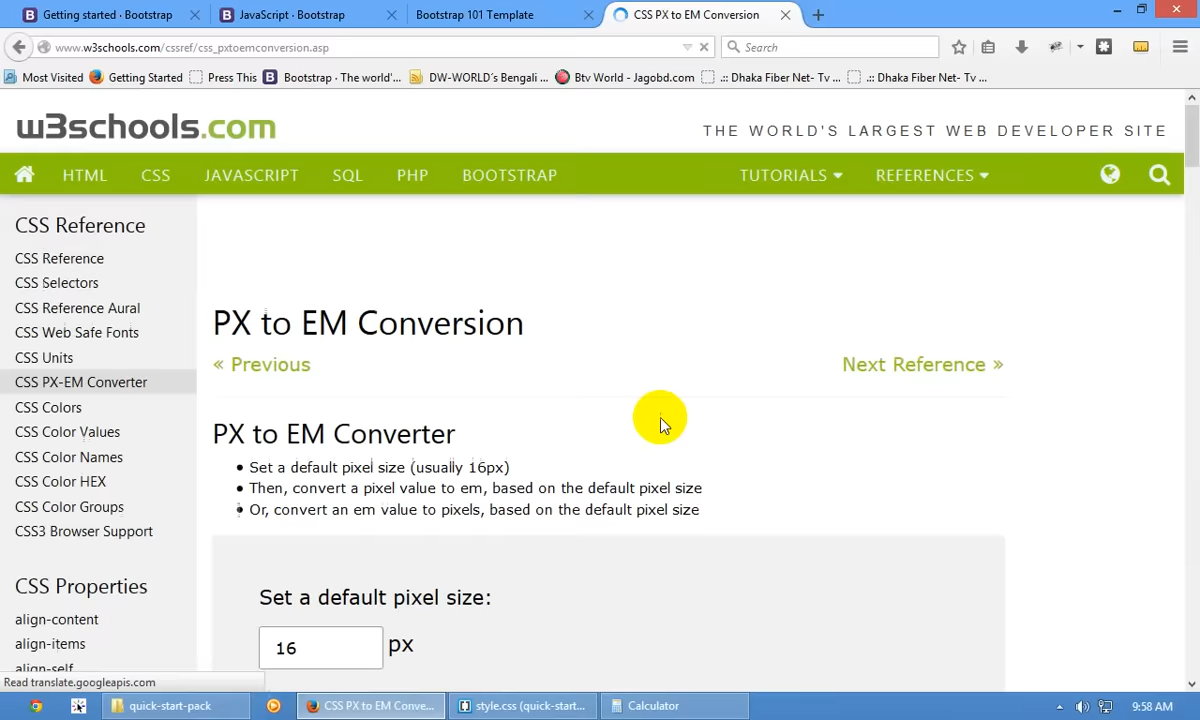 Getting started · Bootstrap
JavaScript · Bootstrap
Bootstrap 101 Template
CSS PX to EM Conversion
www.w3schools.com/cssref/css_pxtoemconversion.asp
Search
Most Visited
Getting Started
Press This
Bootstrap · The world'...
DW-WORLD´s Bengali ...
Btv World - Jagobd.com
.:: Dhaka Fiber Net- Tv ...
.:: Dhaka Fiber Net- Tv ...
w3schools.com
THE WORLD'S LARGEST WEB DEVELOPER SITE
HTML
CSS
JAVASCRIPT
SQL
PHP
BOOTSTRAP
TUTORIALS
REFERENCES
CSS Reference
CSS Reference
CSS Selectors
CSS Reference Aural
CSS Web Safe Fonts
CSS Units
CSS PX-EM Converter
CSS Colors
CSS Color Values
CSS Color Names
CSS Color HEX
CSS Color Groups
CSS3 Browser Support
CSS Properties
align-content
align-items
align-self
PX to EM Conversion
« Previous
Next Reference »
PX to EM Converter
• Set a default pixel size (usually 16px)
• Then, convert a pixel value to em, based on the default pixel size
• Or, convert an em value to pixels, based on the default pixel size
Set a default pixel size:
16 px
Read translate.googleapis.com
quick-start-pack
CSS PX to EM Conve...
style.css (quick-start...
Calculator
9:58 AM